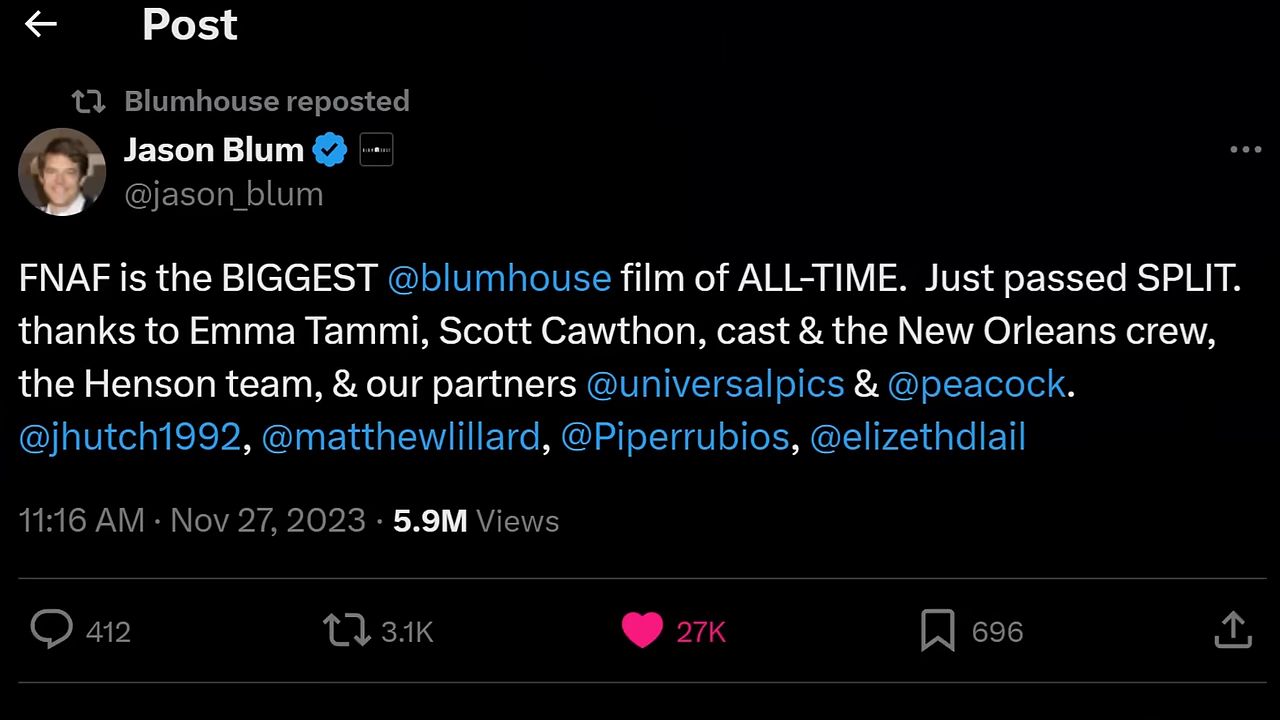 Post
Blumhouse reposted
Jason Blum
@jason_blum
FNAF is the BIGGEST @blumhouse film of ALL-TIME.  Just passed SPLIT.
thanks to Emma Tammi, Scott Cawthon, cast & the New Orleans crew,
the Henson team, & our partners @universalpics & @peacock.
@jhutch1992, @matthewlillard, @Piperrubios, @elizethdlail
11:16 AM · Nov 27, 2023 · 5.9M Views
412 3.1K 27K 696